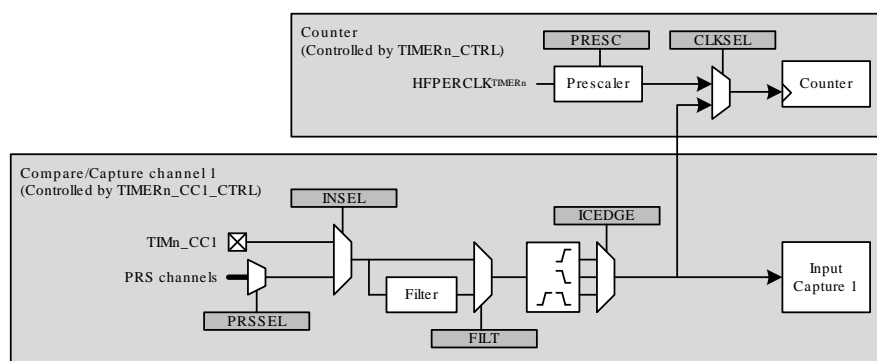 Counter
(Controlled by TIMERn_CTRL)
PRESC
CLKSEL
HFPERCLKTIMERn
Prescaler
Counter
Compare/Capture channel 1
(Controlled by TIMERn_CC1_CTRL)
INSEL
ICEDGE
TIMn_CC1
PRS channels
Filter
Input
Capture 1
PRSSEL
FILT